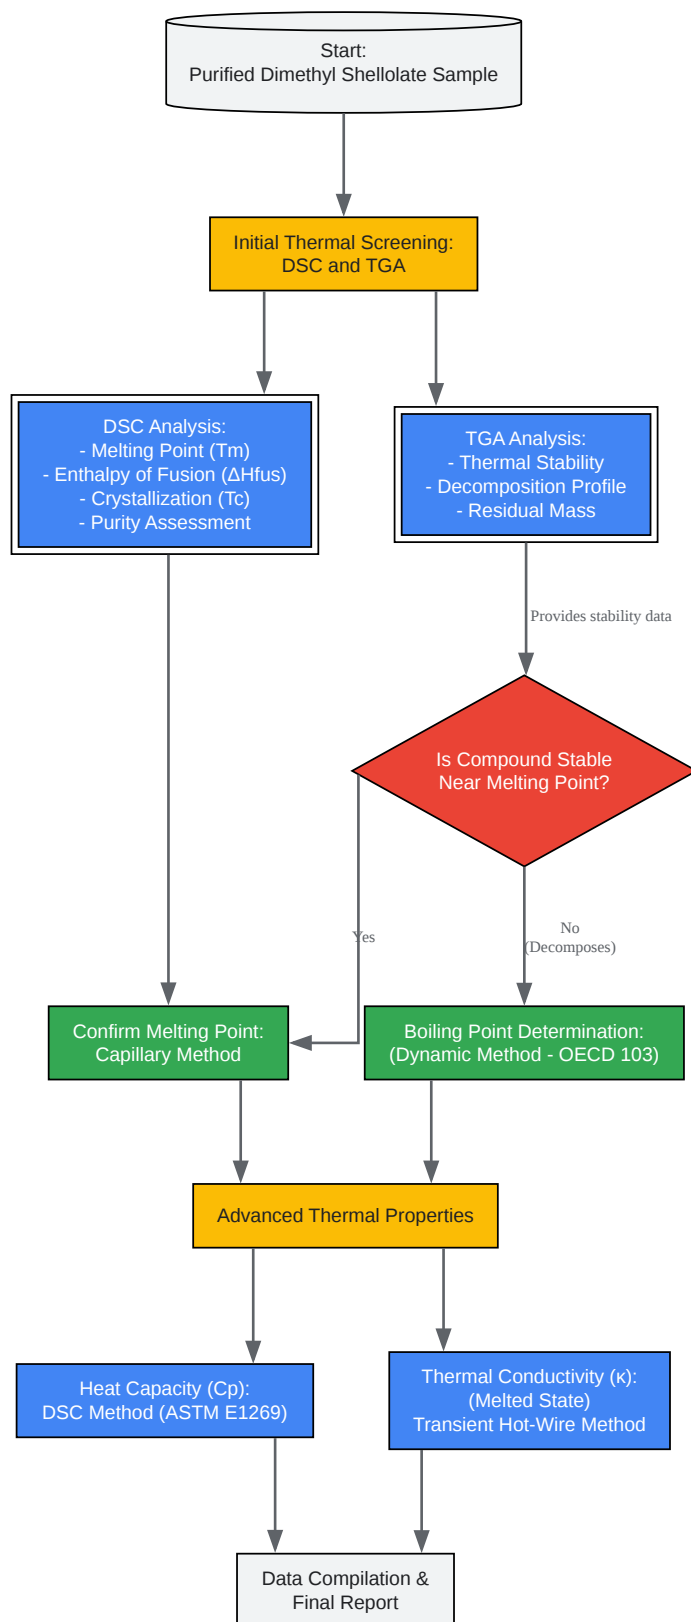 Start:
Purified Dimethyl Shellolate Sample
Initial Thermal Screening:
DSC and TGA
DSC Analysis:
- Melting Point (Tm)
- Enthalpy of Fusion (ΔHfus)
- Crystallization (Tc)
- Purity Assessment
TGA Analysis:
- Thermal Stability
- Decomposition Profile
- Residual Mass
Provides stability data
Is Compound Stable
Near Melting Point?
Yes
No
(Decomposes)
Confirm Melting Point:
Capillary Method
Boiling Point Determination:
(Dynamic Method - OECD 103)
Advanced Thermal Properties
Heat Capacity (Cp):
DSC Method (ASTM E1269)
Thermal Conductivity (κ):
(Melted State)
Transient Hot-Wire Method
Data Compilation &
Final Report